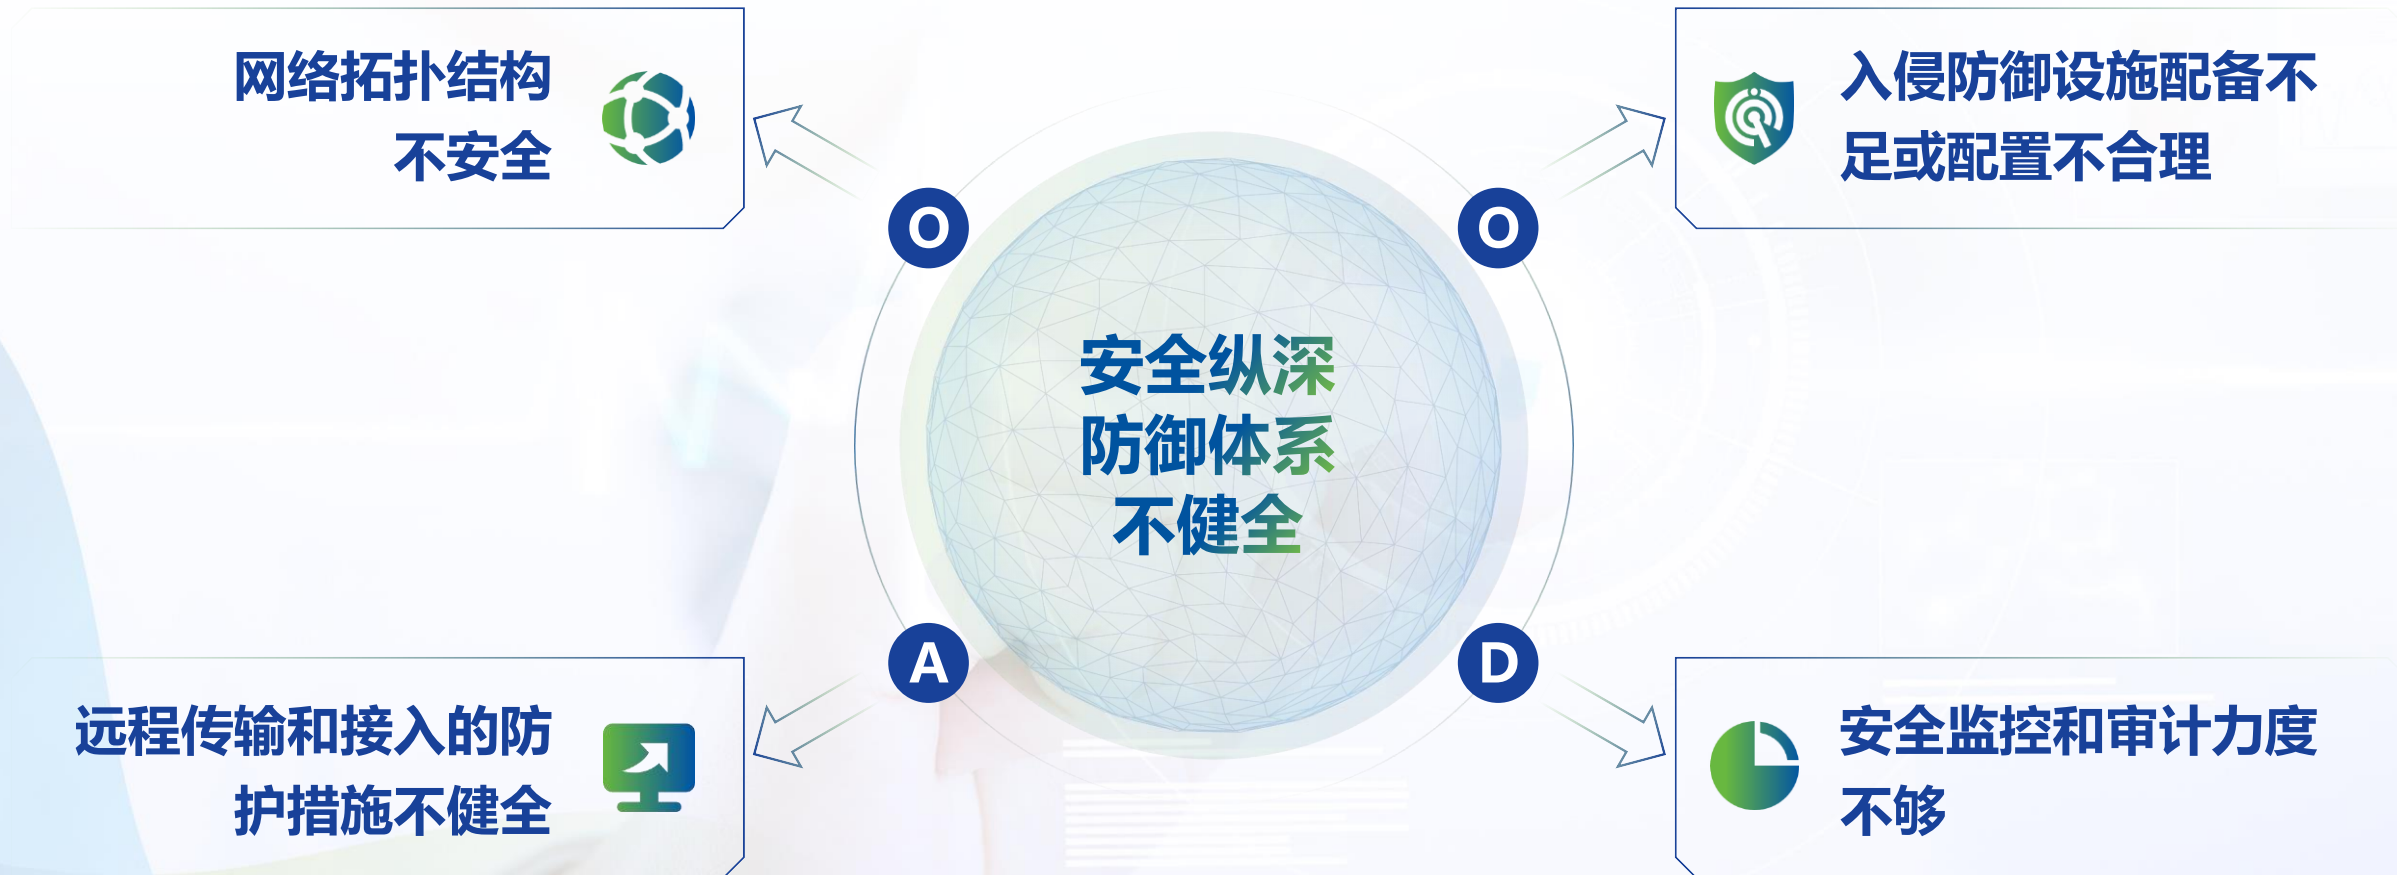 网络拓扑结构
不安全
入侵防御设施配备不
足或配置不合理
O
O
安全纵深
防御体系
不健全
A
D
远程传输和接入的防
护措施不健全
安全监控和审计力度
不够